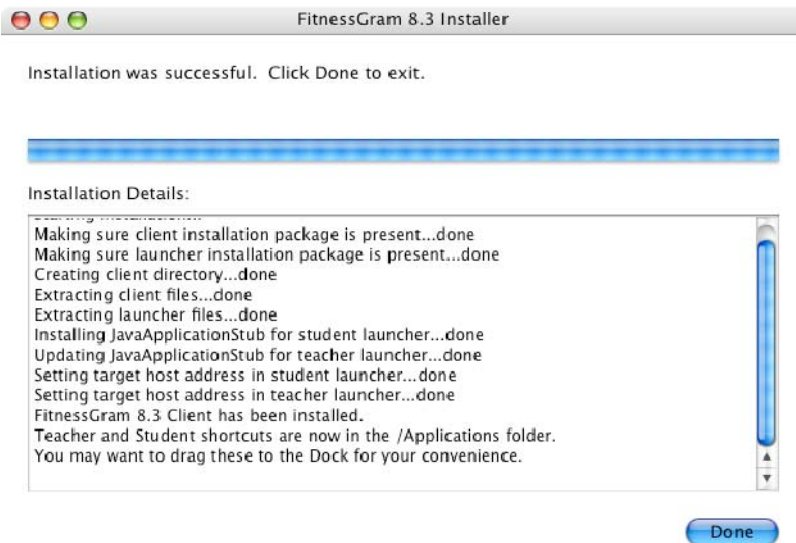 FitnessGram 8.3 Installer
Installation was successful. Click Done to exit.
Installation Details:
Making sure client installation package is present...done
Making sure launcher installation package is present...done
Creating client directory...done
Extracting client files...done
Extracting launcher files...done
Installing JavaApplicationStub for student launcher...done
Updating JavaApplicationStub for teacher launcher...done
Setting target host address in student launcher...done
Setting target host address in teacher launcher...done
FitnessGram 8.3 Client has been installed.
Teacher and Student shortcuts are now in the /Applications folder.
You may want to drag these to the Dock for your convenience.
Done